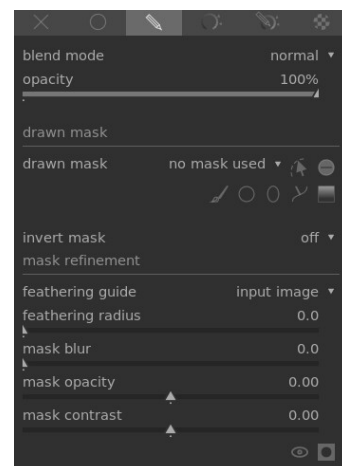 blend mode normal
opacity 100%
drawn mask
drawn mask no mask used
invert mask off
mask refinement
feathering guide input image
feathering radius 0.0
mask blur 0.0
mask opacity 0.00
mask contrast 0.00